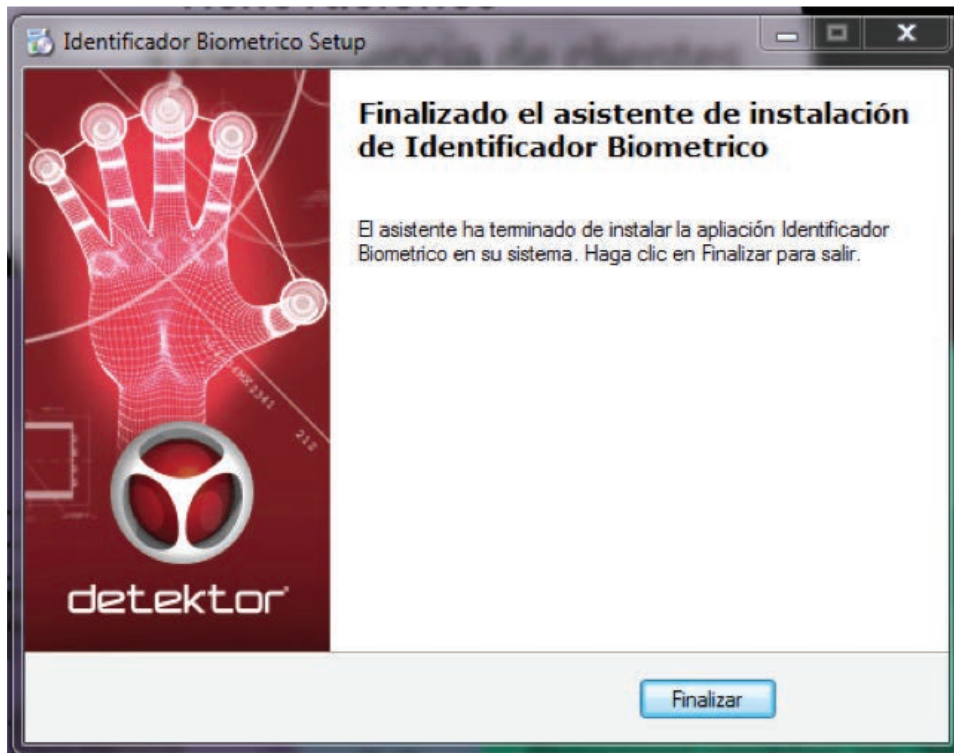 Identificador Biometrico Setup
Finalizado el asistente de instalación
de Identificador Biometrico
El asistente ha terminado de instalar la apliación Identificador
Biometrico en su sistema. Haga clic en Finalizar para salir.
212
detektor
Finalizar